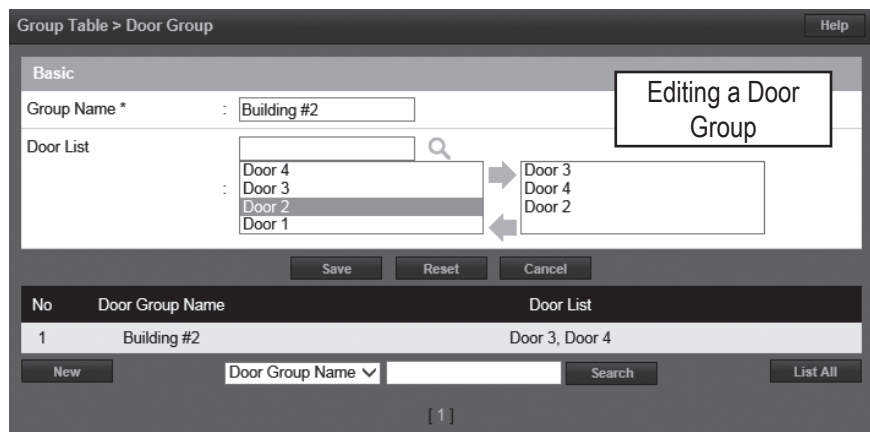 Group Table > Door Group
Help
Basic
Editing a Door
Group
Group Name * : Building #2
Door List :
Door 4
Door 3
Door 2
Door 1
Door 3
Door 4
Door 2
Save Reset Cancel
No Door Group Name Door List
1 Building #2 Door 3, Door 4
New Door Group Name Search List All
[ 1 ]